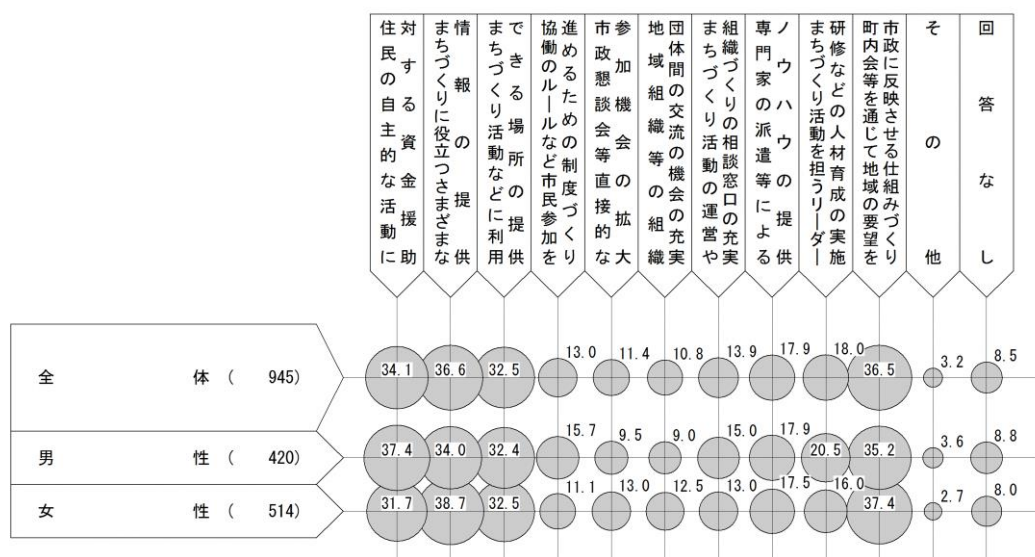 住民の自主的な活動に
対する資金援助
まちづくりに役立つさまざまな
情報の提供
まちづくり活動などに利用
できる場所の提供
協働のルールなど市民参加を
進めるための制度づくり
市政懇談会等直接的な
参加機会の拡大
地域組織等の組織
団体間の交流の機会の充実
まちづくり活動の運営や
組織づくりの相談窓口の充実
専門家の派遣等による
ノウハウの提供
まちづくり活動を担うリーダー
研修などの人材育成の実施
町内会等を通じて地域の要望を
市政に反映させる仕組みづくり
その他
回答なし
全体( 945) 34.1 36.6 32.5 13.0 11.4 10.8 13.9 17.9 18.0 36.5 3.2 8.5
男性( 420) 37.4 34.0 32.4 15.7 9.5 9.0 15.0 17.9 20.5 35.2 3.6 8.8
女性( 514) 31.7 38.7 32.5 11.1 13.0 12.5 13.0 17.5 16.0 37.4 2.7 8.0